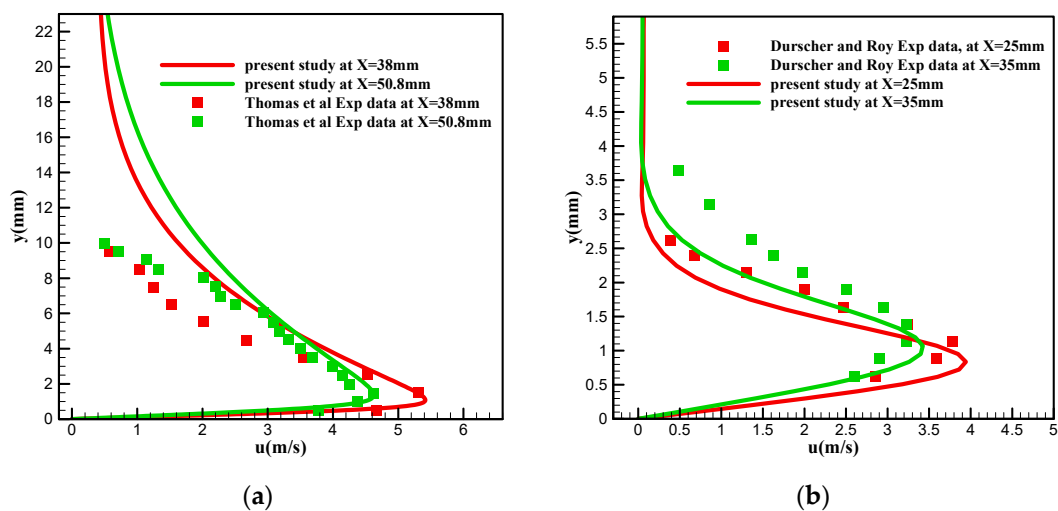 22
20
18
16
14
12
10
8
6
4
2
0
y(mm)
present study at X=38mm
present study at X=50.8mm
Thomas et al Exp data at X=38mm
Thomas et al Exp data at X=50.8mm
0 1 2 3 4 5 6
u(m/s)
(a)
5.5
5
4.5
4
3.5
3
2.5
2
1.5
1
0.5
0
y(mm)
Durscher and Roy Exp data, at X=25mm
Durscher and Roy Exp data at X=35mm
present study at X=25mm
present study at X=35mm
0 0.5 1 1.5 2 2.5 3 3.5 4 4.5 5
u(m/s)
(b)